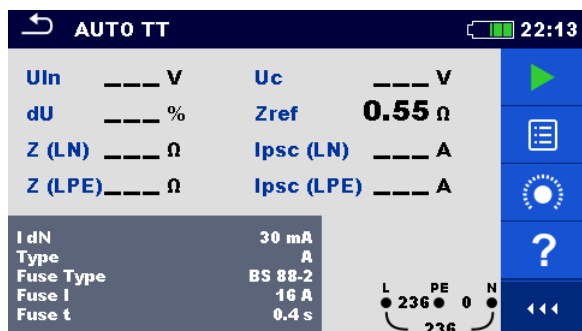 AUTO TT 22:13
Uln ___ V Uc ___ V
dU ___ % Zref 0.55 Ω
Z (LN) ___ Ω Ipsc (LN) ___ A
Z (LPE)___ Ω Ipsc (LPE) ___ A
I dN 30 mA
Type A
Fuse Type BS 88-2
Fuse I 16 A
Fuse t 0.4 s
L PE N
236 0
236
?